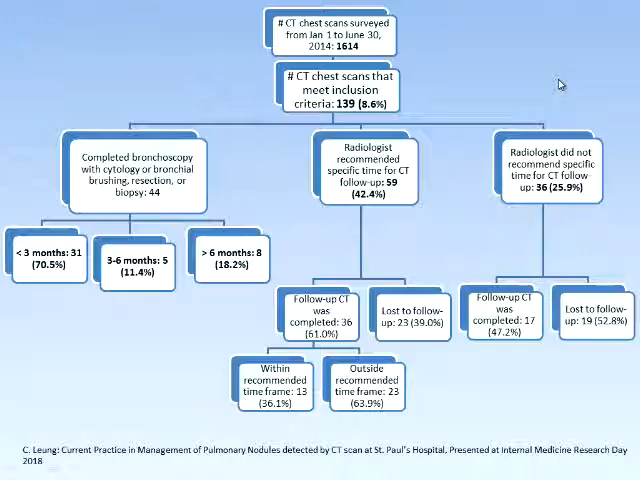 # CT chest scans surveyed
from Jan 1 to June 30,
2014: 1614
# CT chest scans that
meet inclusion
criteria: 139 (8.6%)
Completed bronchoscopy
with cytology or bronchial
brushing, resection, or
biopsy: 44
Radiologist
recommended
specific time for CT
follow-up: 59
(42.4%)
Radiologist did not
recommend specific
time for CT follow-
up: 36 (25.9%)
< 3 months: 31
(70.5%)
3-6 months: 5
(11.4%)
> 6 months: 8
(18.2%)
Follow-up CT
was
completed: 36
(61.0%)
Lost to follow-
up: 23 (39.0%)
Follow-up CT
was
completed: 17
(47.2%)
Lost to follow-
up: 19 (52.8%)
Within
recommended
time frame: 13
(36.1%)
Outside
recommended
time frame: 23
(63.9%)
C. Leung: Current Practice in Management of Pulmonary Nodules detected by CT scan at St. Paul's Hospital, Presented at Internal Medicine Research Day
2018